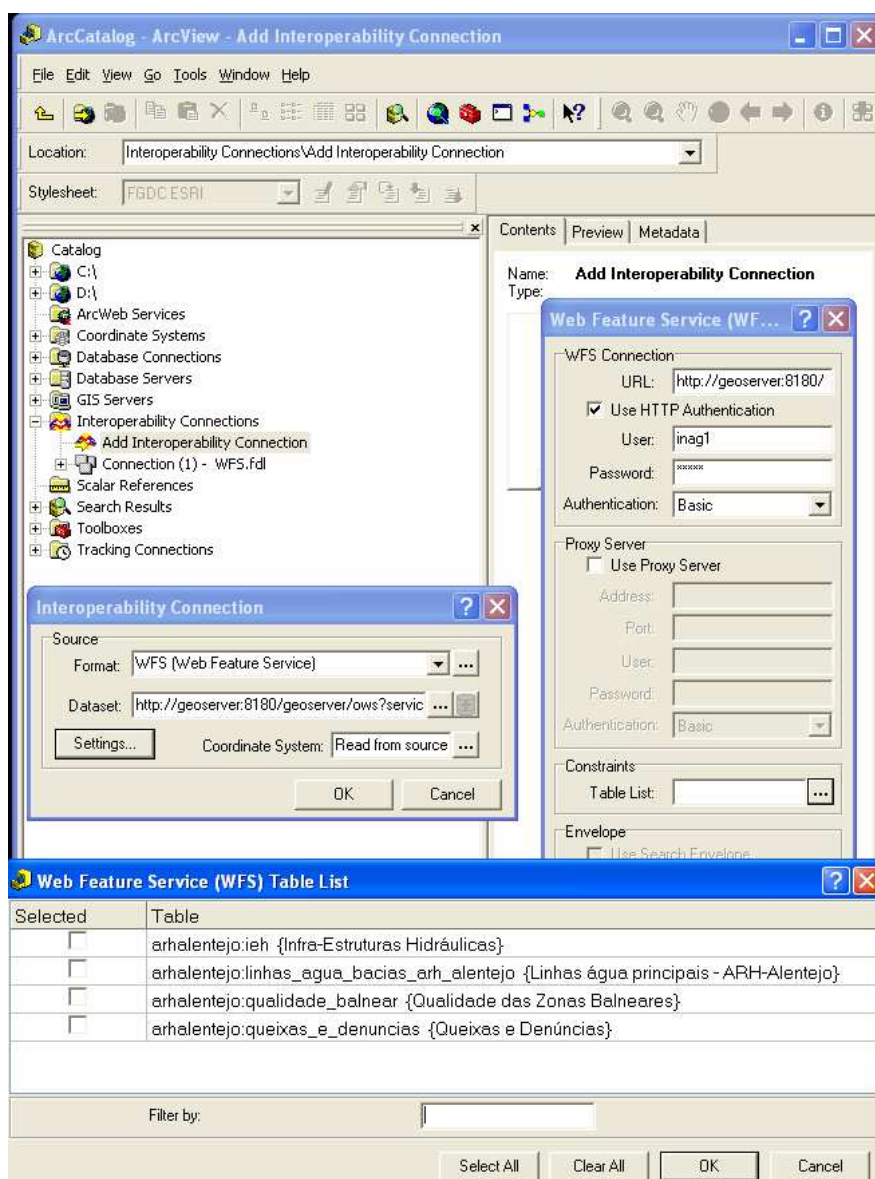 ArcCatalog - ArcView - Add Interoperability Connection
File Edit View Go Tools Window Help
Location: Interoperability Connections\Add Interoperability Connection
Stylesheet: FGDC ESRI
Contents Preview Metadata
Catalog
C:\
D:\
ArcWeb Services
Coordinate Systems
Database Connections
Database Servers
GIS Servers
Interoperability Connections
Add Interoperability Connection
Connection (1) - WFS.fdl
Scalar References
Search Results
Toolboxes
Tracking Connections
Name: Add Interoperability Connection
Type:
Web Feature Service (WF...
WFS Connection
URL: http://geoserver:8180/
Use HTTP Authentication
User: inag1
Password: *****
Authentication: Basic
Proxy Server
Use Proxy Server
Address:
Port:
User:
Password:
Authentication: Basic
Constraints
Table List: ...
Envelope
Use Search Envelope
Interoperability Connection
Source
Format: WFS (Web Feature Service) ...
Dataset: http://geoserver:8180/geoserver/ows?servic ...
Settings... Coordinate System: Read from source ...
OK Cancel
Web Feature Service (WFS) Table List
Selected Table
arhalentejo:ieh {Infra-Estruturas Hidráulicas}
arhalentejo:linhas_agua_bacias_arh_alentejo {Linhas água principais - ARH-Alentejo}
arhalentejo:qualidade_balnear {Qualidade das Zonas Balneares}
arhalentejo:queixas_e_denuncias {Queixas e Denúncias}
Filter by:
Select All Clear All OK Cancel